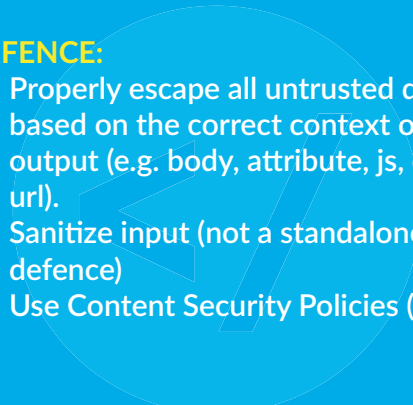 FENCE:
Properly escape all untrusted
based on the correct context
output (e.g. body, attribute, js,
url).
Sanitize input (not a standalone
defence)
Use Content Security Policies (